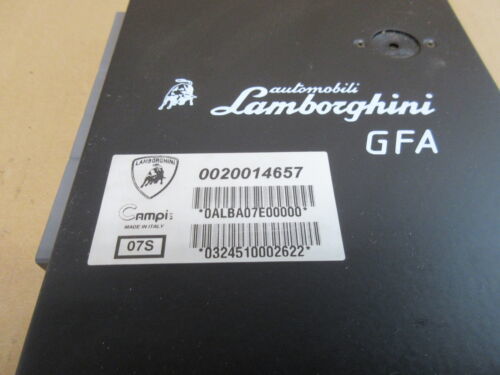 automobili
Lamborghini
GFA
LAMBORGHINI
0020014657
*0ALBA07E00000*
Campi
MADE IN ITALY
07S
*0324510002622*